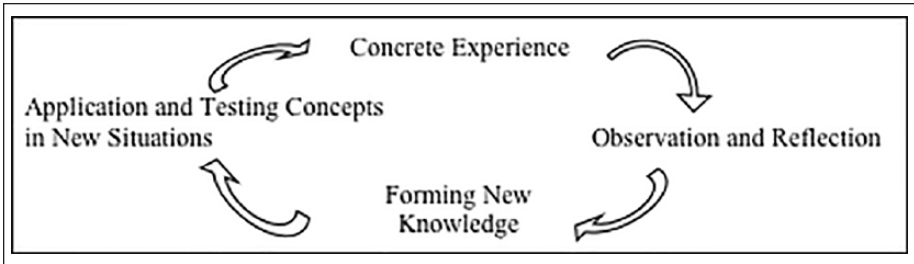 Concrete Experience
Application and Testing Concepts
in New Situations
Observation and Reflection
Forming New
Knowledge